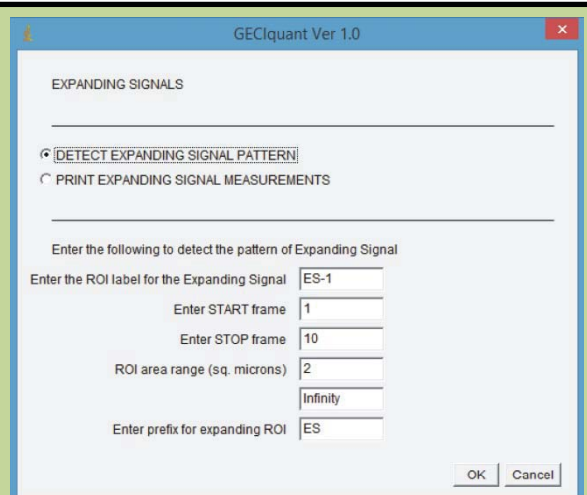 GECIquant Ver 1.0
EXPANDING SIGNALS
DETECT EXPANDING SIGNAL PATTERN
PRINT EXPANDING SIGNAL MEASUREMENTS
Enter the following to detect the pattern of Expanding Signal
Enter the ROI label for the Expanding Signal ES-1
Enter START frame 1
Enter STOP frame 10
ROI area range (sq. microns) 2
Infinity
Enter prefix for expanding ROI ES
OK Cancel